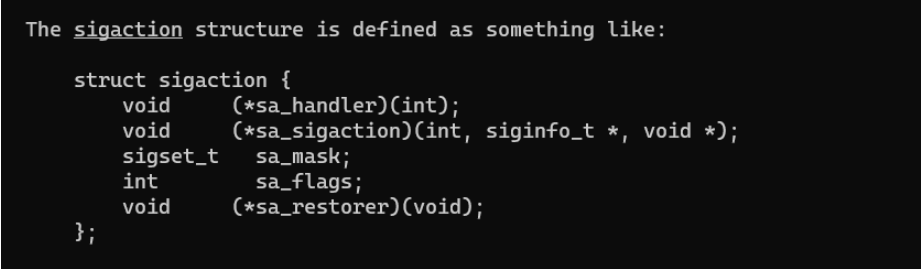 The sigaction structure is defined as something like:
struct sigaction {
void     (*sa_handler)(int);
void     (*sa_sigaction)(int, siginfo_t *, void *);
sigset_t   sa_mask;
int        sa_flags;
void     (*sa_restorer)(void);
};